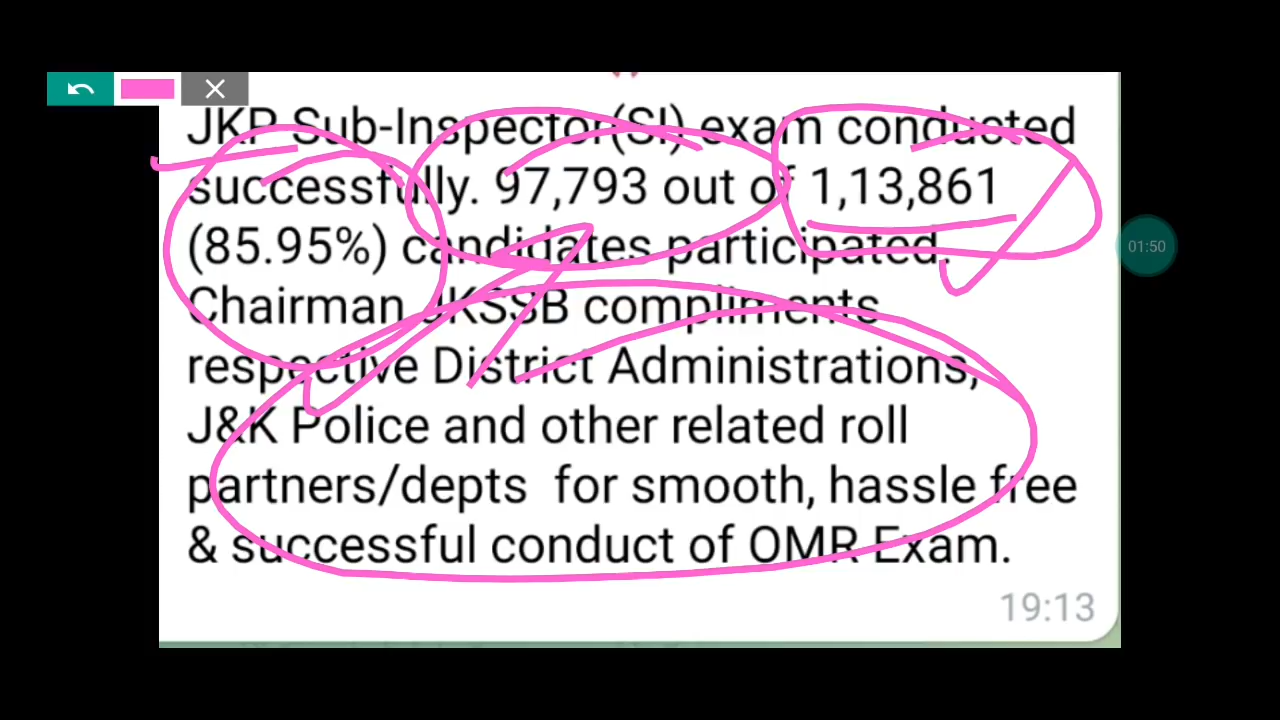 JKP Sub-Inspector(SI) exam conducted
successfully. 97,793 out of 1,13,861
(85.95%) candidates participated.
Chairman JKSSB compliments
respective District Administrations,
J&K Police and other related roll
partners/depts for smooth, hassle free
& successful conduct of OMR Exam.
19:13
01:50